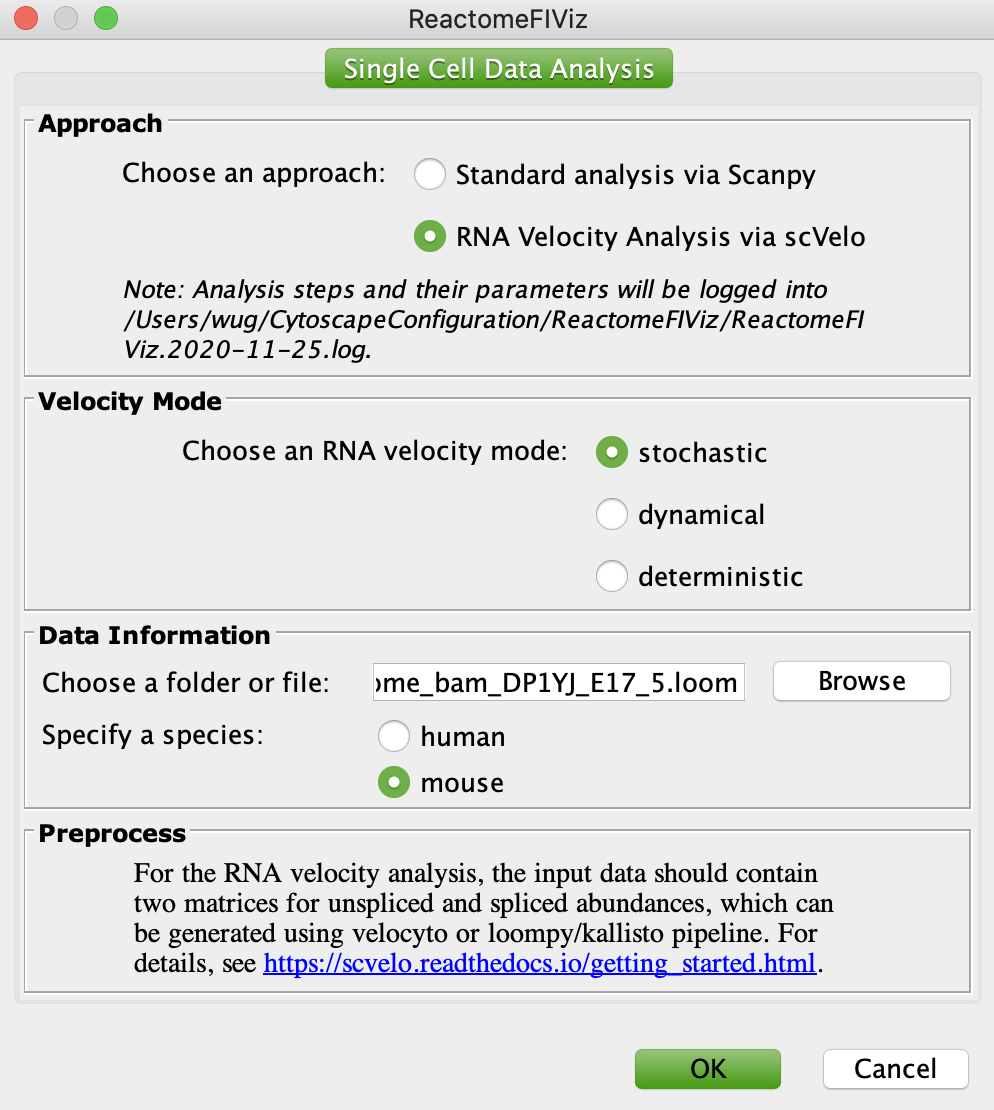 ReactomeFIViz
Single Cell Data Analysis
Approach
Choose an approach:
Standard analysis via Scanpy
RNA Velocity Analysis via scVelo
Note: Analysis steps and their parameters will be logged into
/Users/wug/CytoscapeConfiguration/ReactomeFIViz/ReactomeFI
Viz.2020-11-25.log.
Velocity Mode
Choose an RNA velocity mode:
stochastic
dynamical
deterministic
Data Information
Choose a folder or file:
ome_bam_DP1YJ_E17_5.loom
Browse
Specify a species:
human
mouse
Preprocess
For the RNA velocity analysis, the input data should contain
two matrices for unspliced and spliced abundances, which can
be generated using velocyto or loompy/kallisto pipeline. For
details, see https://scvelo.readthedocs.io/getting_started.html.
OK
Cancel